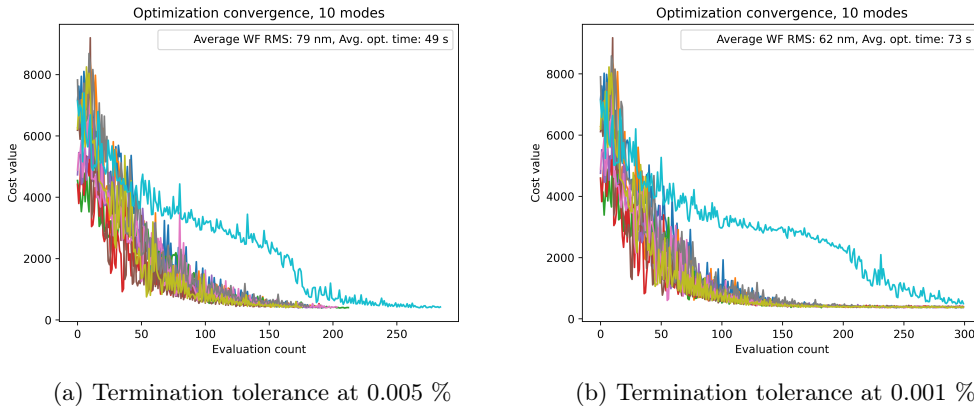 Optimization convergence, 10 modes
Average WF RMS: 79 nm, Avg. opt. time: 49 s
Cost value
8000
6000
4000
2000
0
0 50 100 150 200 250
Evaluation count
(a) Termination tolerance at 0.005 %
Optimization convergence, 10 modes
Average WF RMS: 62 nm, Avg. opt. time: 73 s
Cost value
8000
6000
4000
2000
0
0 50 100 150 200 250 300
Evaluation count
(b) Termination tolerance at 0.001 %